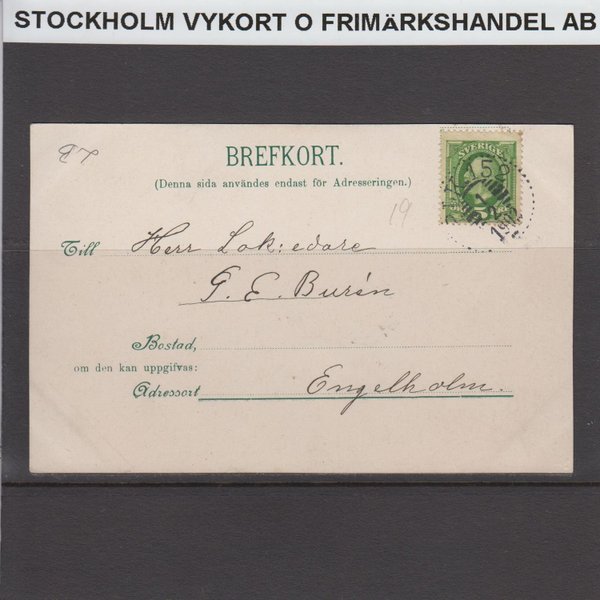 STOCKHOLM VYKORT O FRIMÄRKSHANDEL AB
BREFKORT.
(Denna sida användes endast för Adresseringen.)
SVERIGE
19
Till Herr Lok:edare
G. E. Burén
Bostad,
om den kan uppgifvas:
Adressort Engelholm.